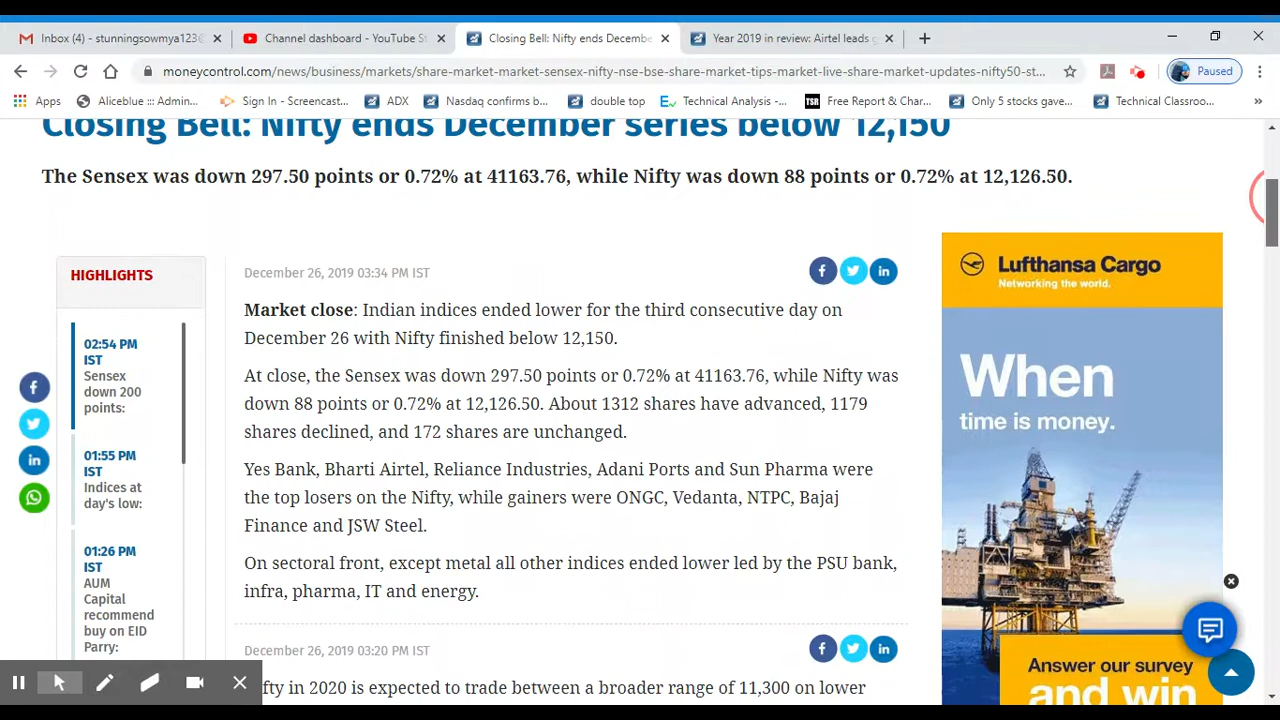 Inbox (4) - stunningsowmya123@
Channel dashboard - YouTube St
Closing Bell: Nifty ends Decembe
Year 2019 in review: Airtel leads g
moneycontrol.com/news/business/markets/share-market-market-sensex-nifty-nse-bse-share-market-tips-market-live-share-market-updates-nifty50-st...
Paused
Apps
Aliceblue ::: Admin...
Sign In - Screencast...
ADX
Nasdaq confirms b...
double top
Technical Analysis -...
TSR
Free Report & Char...
Only 5 stocks gave...
Technical Classroo...
»
Closing Bell: Nifty ends December series below 12,150
The Sensex was down 297.50 points or 0.72% at 41163.76, while Nifty was down 88 points or 0.72% at 12,126.50.
HIGHLIGHTS
02:54 PM
IST
Sensex
down 200
points:
01:55 PM
IST
Indices at
day's low:
01:26 PM
IST
AUM
Capital
recommend
buy on EID
Parry:
December 26, 2019 03:34 PM IST
Market close: Indian indices ended lower for the third consecutive day on
December 26 with Nifty finished below 12,150.
At close, the Sensex was down 297.50 points or 0.72% at 41163.76, while Nifty was
down 88 points or 0.72% at 12,126.50. About 1312 shares have advanced, 1179
shares declined, and 172 shares are unchanged.
Yes Bank, Bharti Airtel, Reliance Industries, Adani Ports and Sun Pharma were
the top losers on the Nifty, while gainers were ONGC, Vedanta, NTPC, Bajaj
Finance and JSW Steel.
On sectoral front, except metal all other indices ended lower led by the PSU bank,
infra, pharma, IT and energy.
December 26, 2019 03:20 PM IST
fty in 2020 is expected to trade between a broader range of 11,300 on lower
Lufthansa Cargo
Networking the world.
When
time is money.
Answer our survey
and win